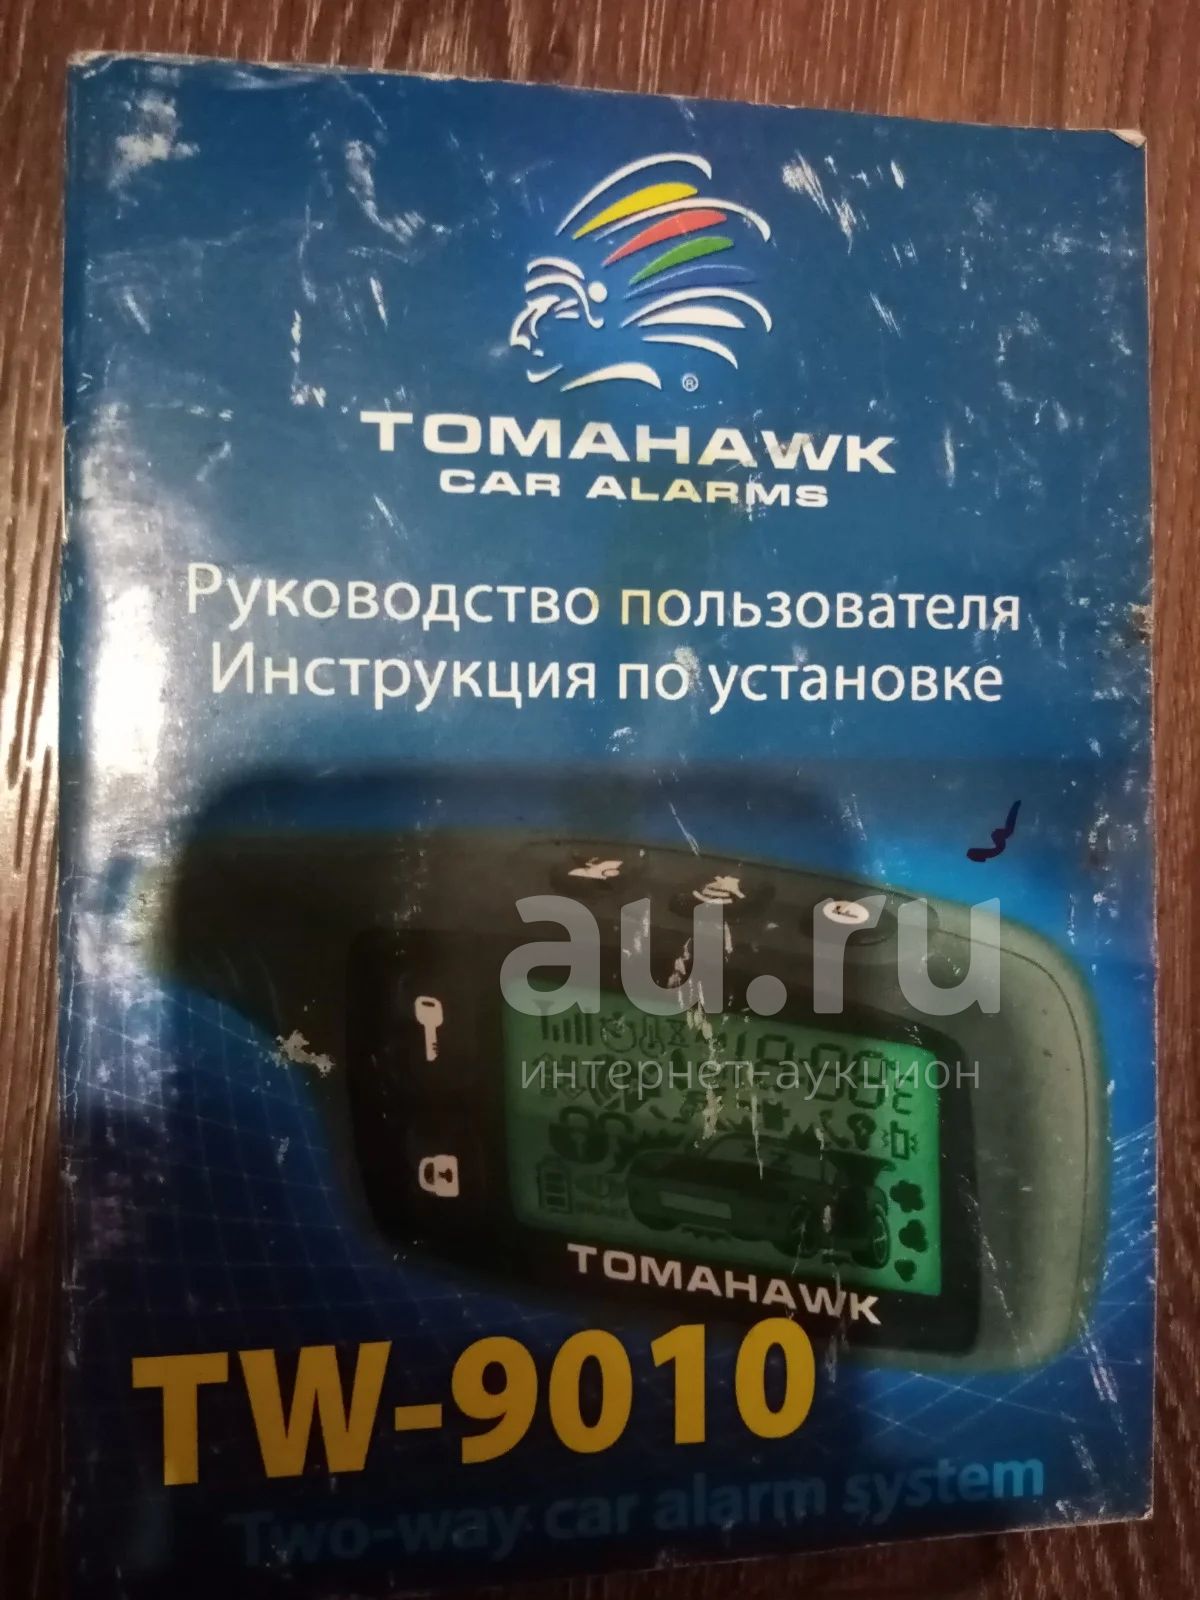 ®
TOMAHAWK
CAR ALARMS
Руководство пользователя
Инструкция по установке
au.ru
интернет-аукцион
TOMAHAWK
TW-9010
Two-way car alarm system